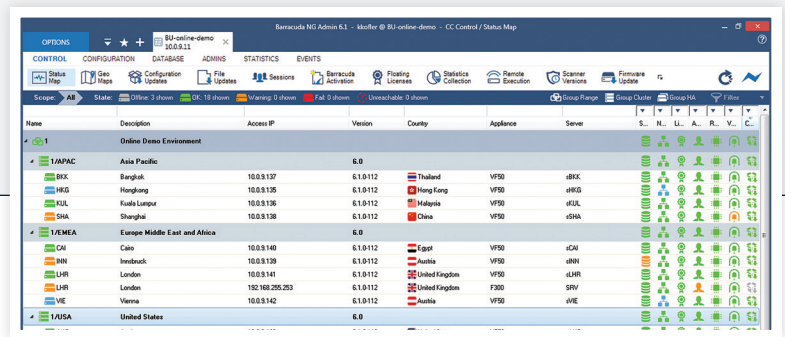 Barracuda NG Admin 6.1 - kkofler @ BU-online-demo - CC Control / Status Map
OPTIONS BU-online-demo 10.0.9.11
CONTROL CONFIGURATION DATABASE ADMINS STATISTICS EVENTS
Status Map Geo Maps Configuration Updates File Updates Sessions Barracuda Activation Floating Licenses Statistics Collection Remote Execution Scanner Versions Firmware Update
Scope: All State: Offline: 3 shown OK: 18 shown Warning: 0 shown Fail: 0 shown Unreachable: 0 shown Group Range Group Cluster Group HA Filter
Name Description Access IP Version Country Appliance Server S... N... Li... A... R... V... C...
1 Online Demo Environment
1/APAC Asia Pacific 6.0
BKK Bangkok 10.0.9.137 6.1.0-112 Thailand VF50 sBKK
HKG Hongkong 10.0.9.135 6.1.0-112 Hong Kong VF50 sHKG
KUL Kuala Lumpur 10.0.9.136 6.1.0-112 Malaysia VF50 sKUL
SHA Shanghai 10.0.9.138 6.1.0-112 China VF50 sSHA
1/EMEA Europe Middle East and Africa 6.0
CAI Cairo 10.0.9.140 6.1.0-112 Egypt VF50 sCAI
INN Innsbruck 10.0.9.139 6.1.0-112 Austria VF50 sINN
LHR London 10.0.9.141 6.1.0-112 United Kingdom VF50 sLHR
LHR London 192.168.255.253 6.1.0-112 United Kingdom F300 SRV
VIE Vienna 10.0.9.142 6.1.0-112 Austria VF50 sVIE
1/USA United States 6.0